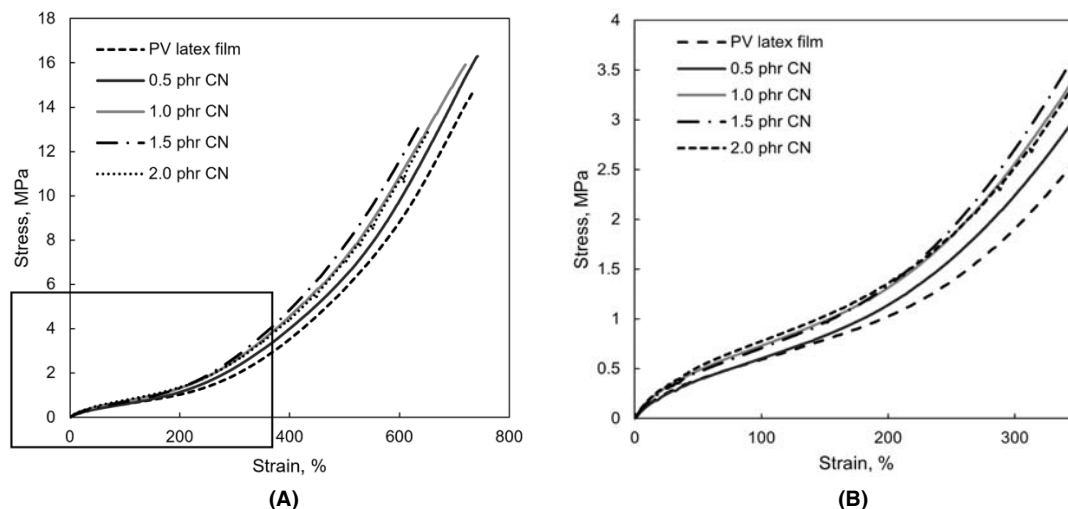 18
16
14
12
10
8
6
4
2
0
Stress, MPa
PV latex film
0.5 phr CN
1.0 phr CN
1.5 phr CN
2.0 phr CN
0
200
400
600
800
Strain, %
(A)
4
3.5
3
2.5
2
1.5
1
0.5
0
Stress, MPa
PV latex film
0.5 phr CN
1.0 phr CN
1.5 phr CN
2.0 phr CN
0
100
200
300
Strain, %
(B)